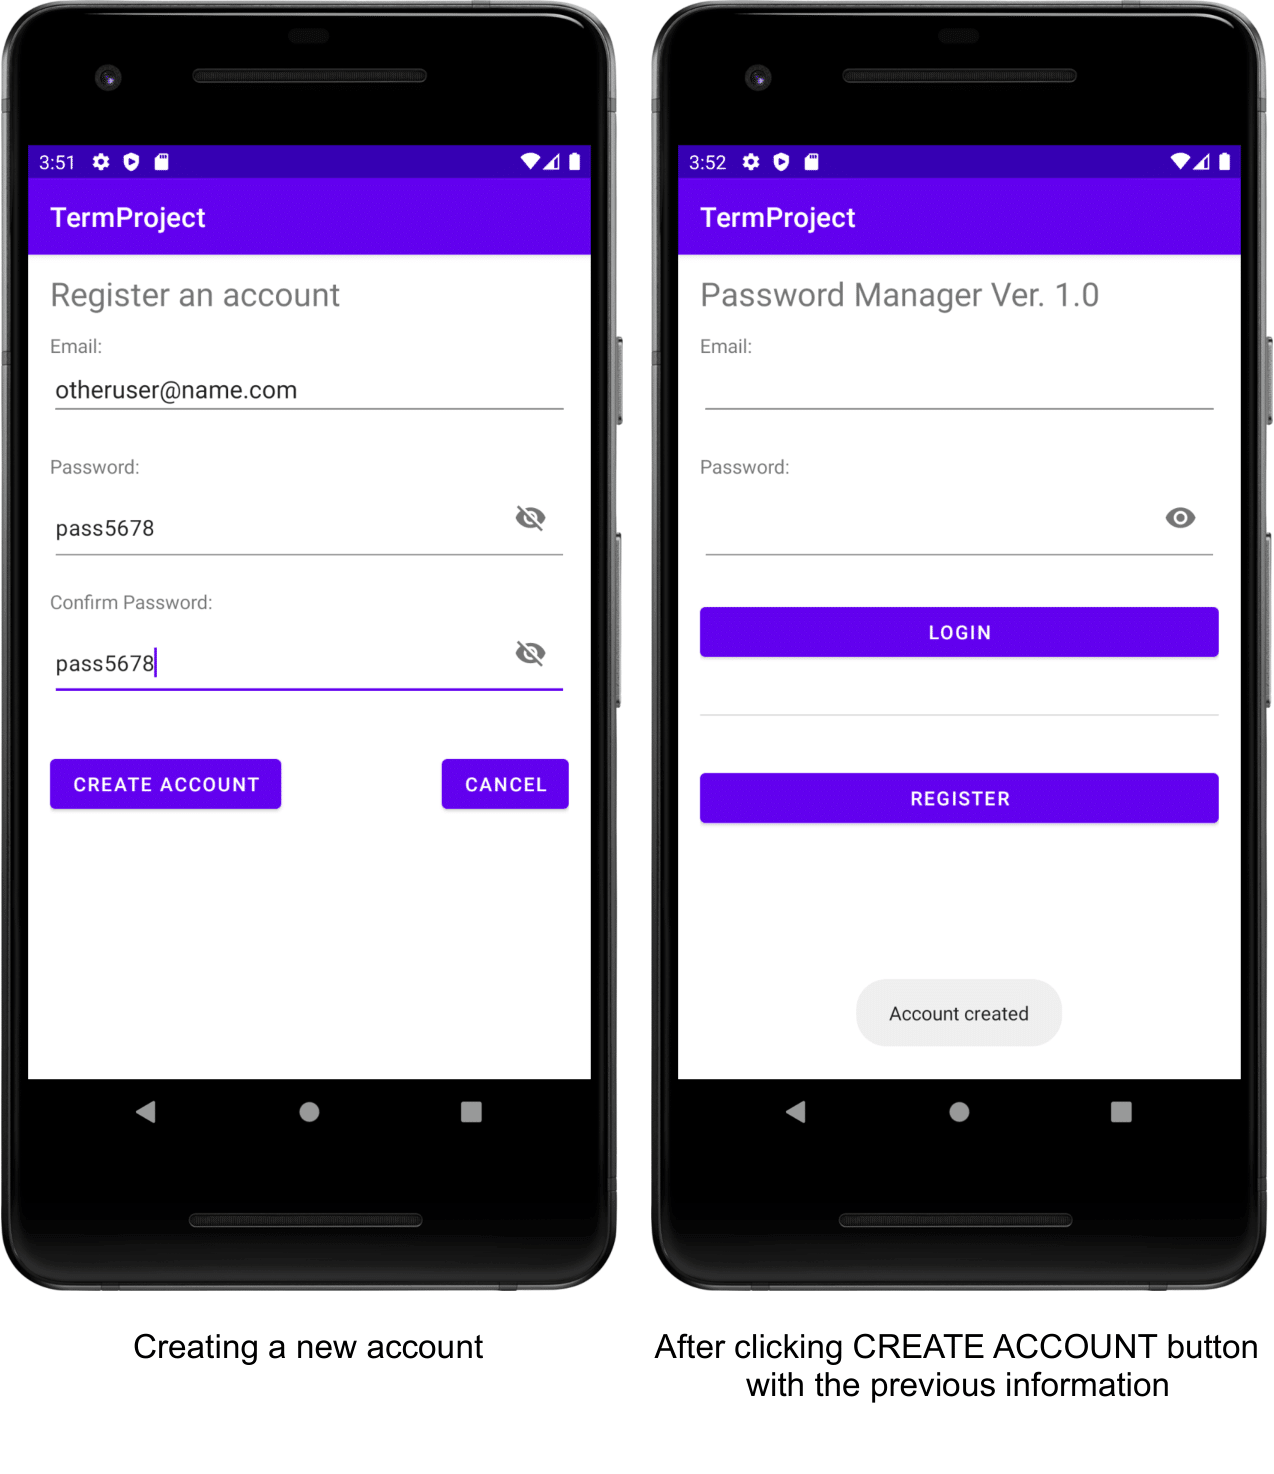 3:51
TermProject
Register an account
Email:
otheruser@name.com
Password:
pass5678
Confirm Password:
pass5678
CREATE ACCOUNT
CANCEL
Creating a new account
3:52
TermProject
Password Manager Ver. 1.0
Email:
Password:
LOGIN
REGISTER
Account created
After clicking CREATE ACCOUNT button
with the previous information